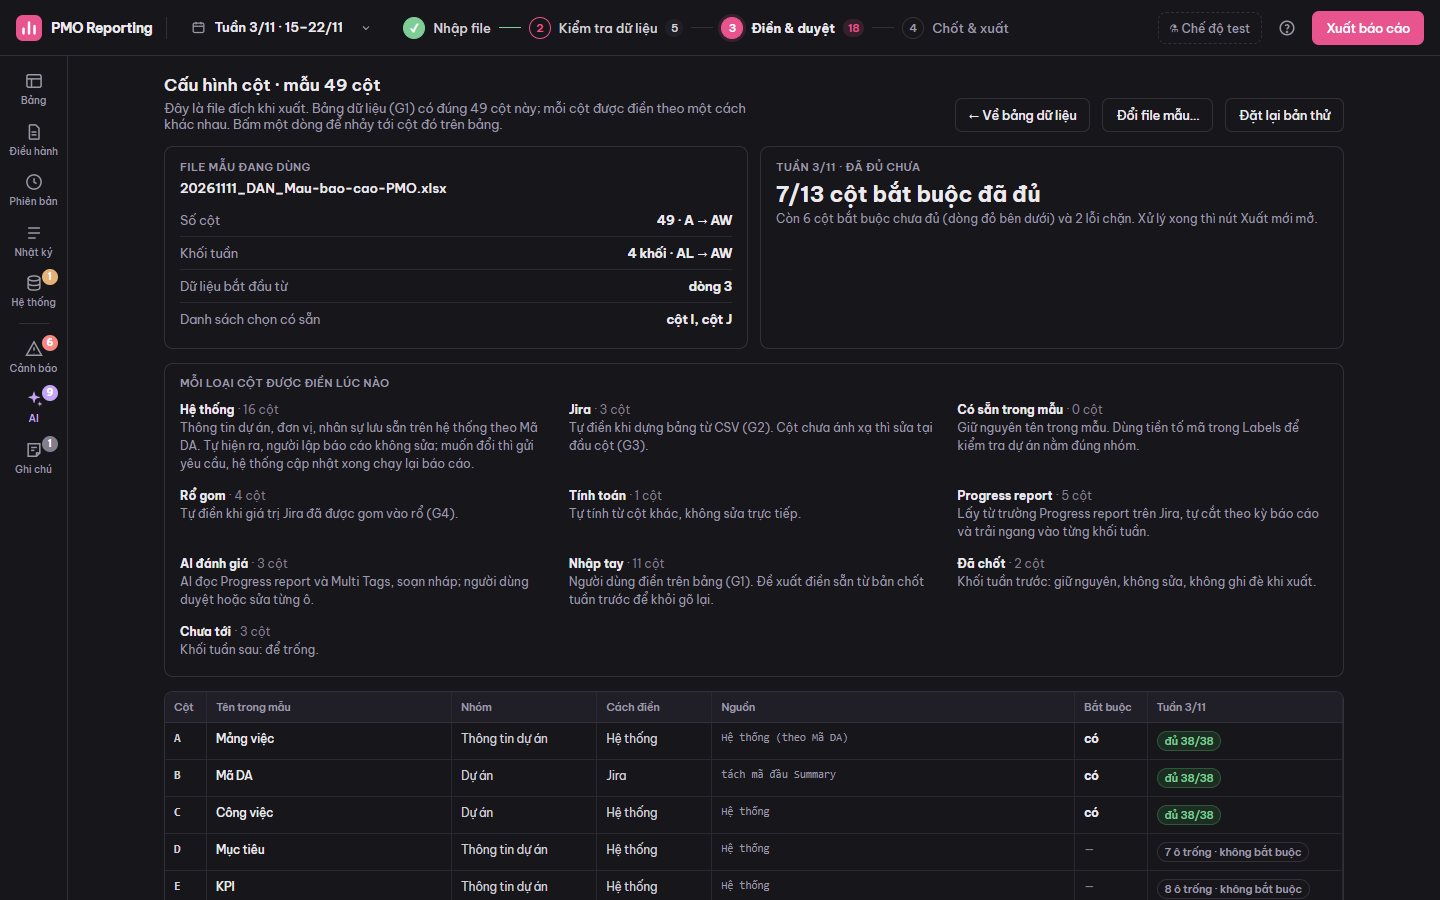 PMO Reporting
Tuần 3/11 · 15–22/11
Nhập file
2 Kiểm tra dữ liệu 5
3 Điền & duyệt 18
4 Chốt & xuất
Chế độ test
Xuất báo cáo
Bảng
Điều hành
Phiên bản
Nhật ký
1
Hệ thống
6
Cảnh báo
9
AI
1
Ghi chú
Cấu hình cột · mẫu 49 cột
Đây là file đích khi xuất. Bảng dữ liệu (G1) có đúng 49 cột này; mỗi cột được điền theo một cách
khác nhau. Bấm một dòng để nhảy tới cột đó trên bảng.
← Về bảng dữ liệu
Đổi file mẫu...
Đặt lại bản thử
FILE MẪU ĐANG DÙNG
20261111_DAN_Mau-bao-cao-PMO.xlsx
Số cột 49 · A → AW
Khối tuần 4 khối · AL → AW
Dữ liệu bắt đầu từ dòng 3
Danh sách chọn có sẵn cột I, cột J
TUẦN 3/11 · ĐÃ ĐỦ CHƯA
7/13 cột bắt buộc đã đủ
Còn 6 cột bắt buộc chưa đủ (dòng đỏ bên dưới) và 2 lỗi chặn. Xử lý xong thì nút Xuất mới mở.
MỖI LOẠI CỘT ĐƯỢC ĐIỀN LÚC NÀO
Hệ thống · 16 cột
Thông tin dự án, đơn vị, nhân sự lưu sẵn trên hệ thống theo Mã
DA. Tự hiện ra, người lập báo cáo không sửa; muốn đổi thì gửi
yêu cầu, hệ thống cập nhật xong chạy lại báo cáo.
Jira · 3 cột
Tự điền khi dựng bảng từ CSV (G2). Cột chưa ánh xạ thì sửa tại
đầu cột (G3).
Có sẵn trong mẫu · 0 cột
Giữ nguyên tên trong mẫu. Dùng tiền tố mã trong Labels để
kiểm tra dự án nằm đúng nhóm.
Rổ gom · 4 cột
Tự điền khi giá trị Jira đã được gom vào rổ (G4).
Tính toán · 1 cột
Tự tính từ cột khác, không sửa trực tiếp.
Progress report · 5 cột
Lấy từ trường Progress report trên Jira, tự cắt theo kỳ báo cáo
và trải ngang vào từng khối tuần.
AI đánh giá · 3 cột
AI đọc Progress report và Multi Tags, soạn nháp; người dùng
duyệt hoặc sửa từng ô.
Nhập tay · 11 cột
Người dùng điền trên bảng (G1). Đề xuất điền sẵn từ bản chốt
tuần trước để khỏi gõ lại.
Đã chốt · 2 cột
Khối tuần trước: giữ nguyên, không sửa, không ghi đè khi xuất.
Chưa tới · 3 cột
Khối tuần sau: để trống.
Cột Tên trong mẫu Nhóm Cách điền Nguồn Bắt buộc Tuần 3/11
A Mảng việc Thông tin dự án Hệ thống Hệ thống (theo Mã DA) có đủ 38/38
B Mã DA Dự án Jira tách mã đầu Summary có đủ 38/38
C Công việc Dự án Hệ thống Hệ thống có đủ 38/38
D Mục tiêu Thông tin dự án Hệ thống Hệ thống — 7 ô trống · không bắt buộc
E KPI Thông tin dự án Hệ thống Hệ thống — 8 ô trống · không bắt buộc